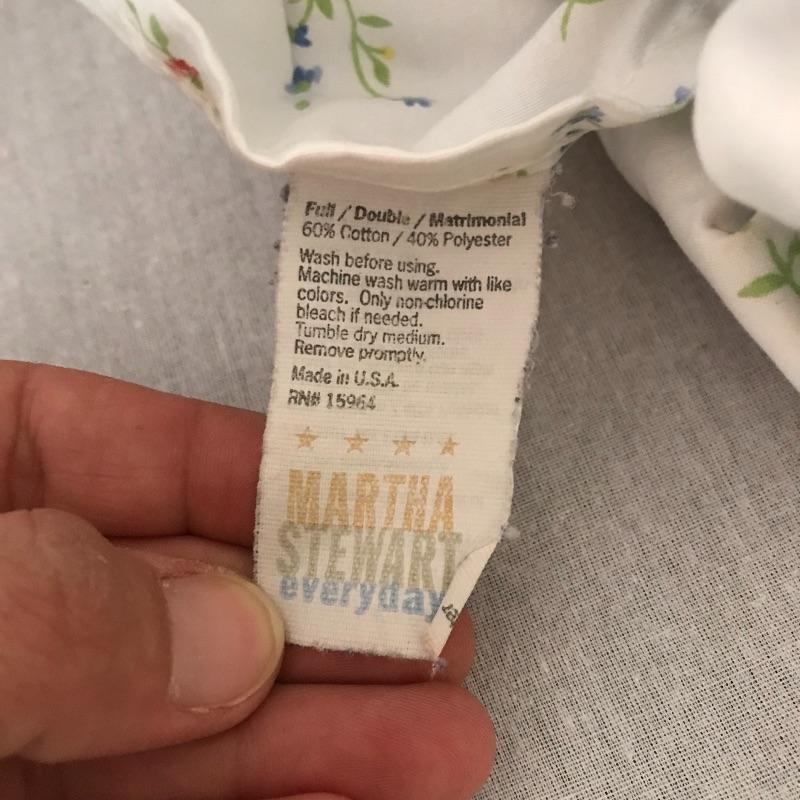 Full / Double / Matrimonial
60% Cotton / 40% Polyester
Wash before using.
Machine wash warm with like
colors. Only non-chlorine
bleach if needed.
Tumble dry medium.
Remove promptly.
Made in U.S.A.
RN# 15964
MARTHA
STEWART
everyday